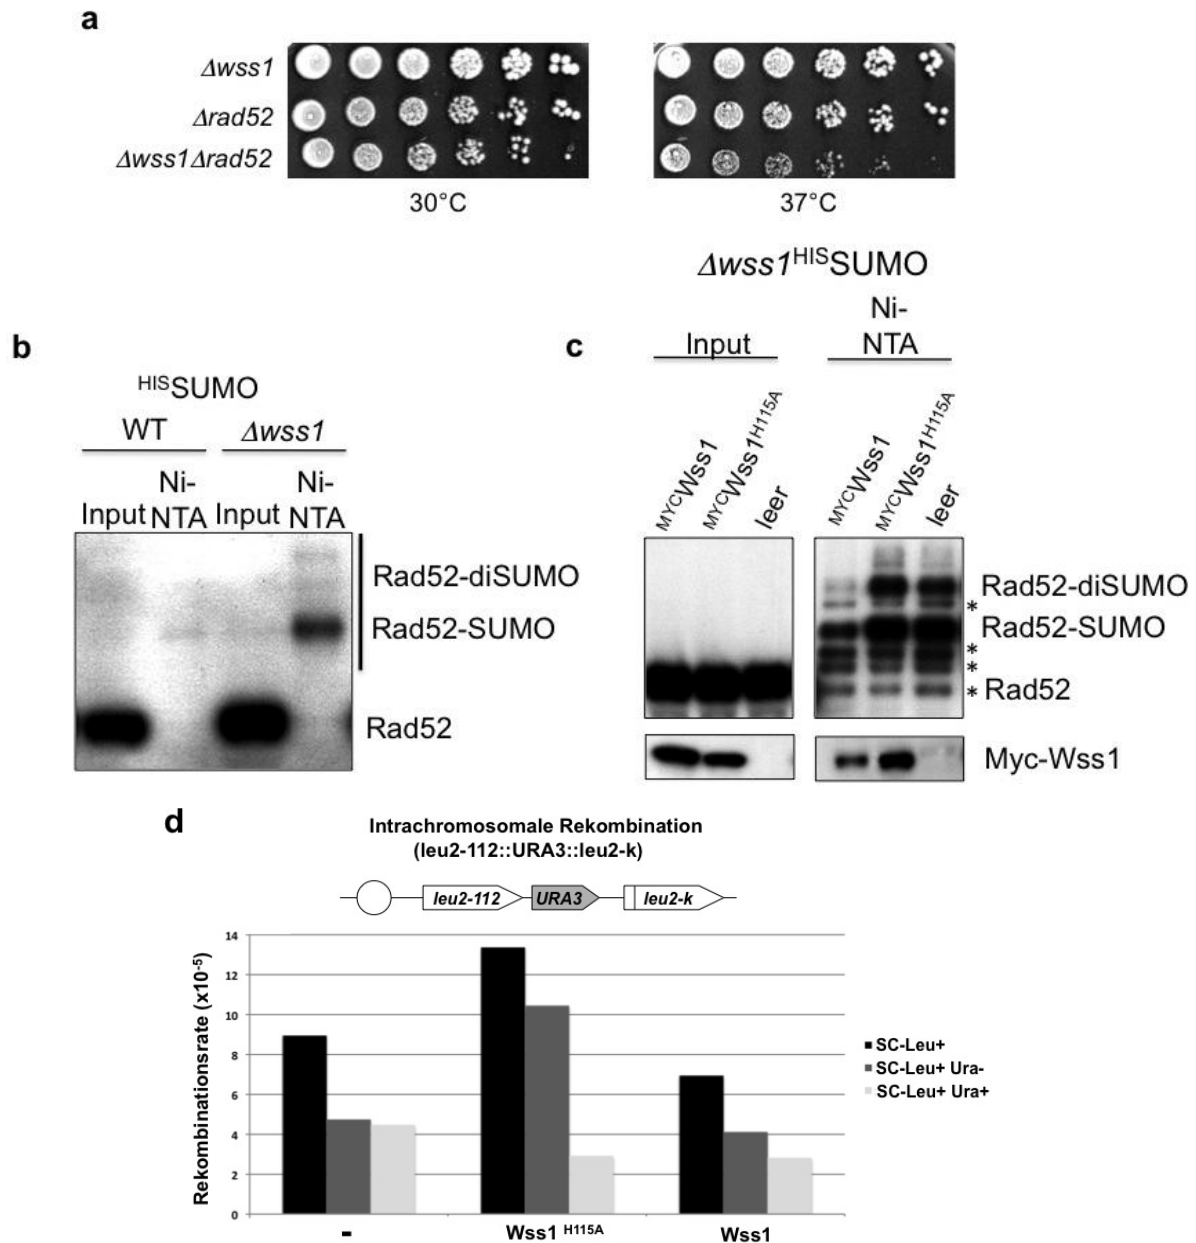 a
Δwss1
Δrad52
Δwss1Δrad52
30°C
37°C
b
HISSUMO
WT
Δwss1
Input
Ni-NTA
Input
Ni-NTA
Rad52-diSUMO
Rad52-SUMO
Rad52
c
Δwss1HISSUMO
Input
Ni-NTA
MYCWss1
MYCWss1H115A
leer
MYCWss1
MYCWss1H115A
leer
Rad52-diSUMO
*
Rad52-SUMO
*
*
* Rad52
Myc-Wss1
d
Intrachromosomale Rekombination
(leu2-112::URA3::leu2-k)
leu2-112
URA3
leu2-k
Rekombinationsrate (x10-5)
14
12
10
8
6
4
2
0
SC-Leu+
SC-Leu+ Ura-
SC-Leu+ Ura+
-
Wss1 H115A
Wss1